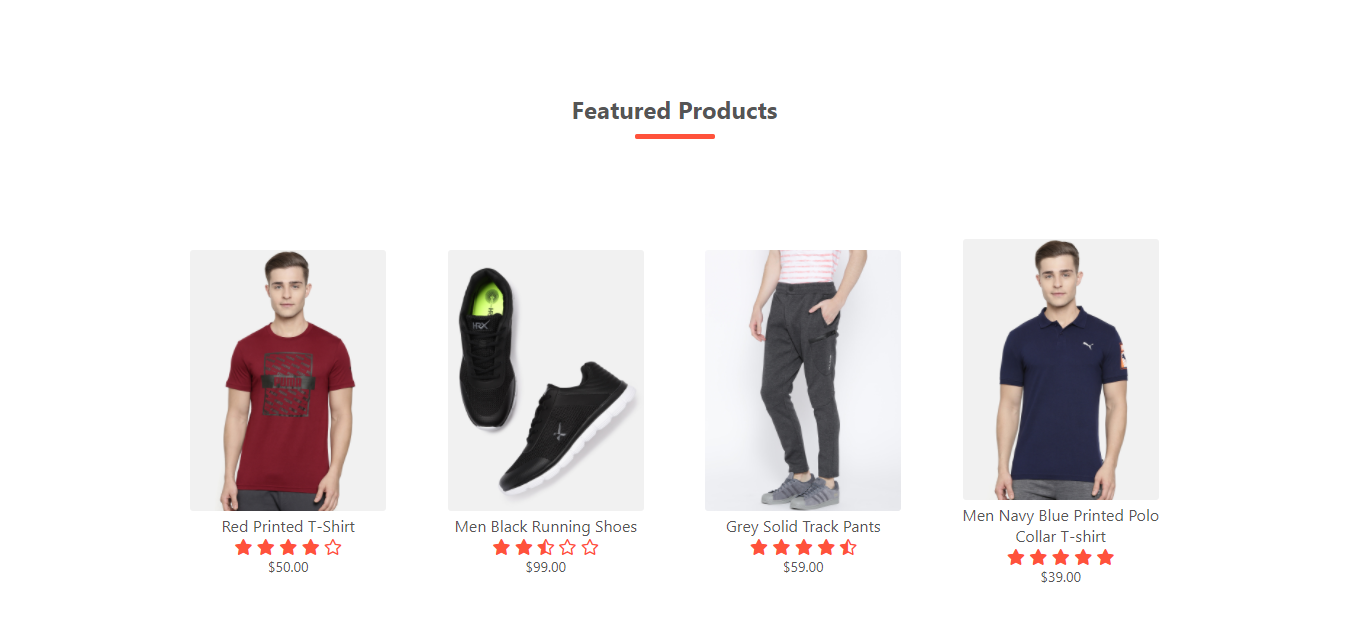 Featured Products
HRX
Red Printed T-Shirt
$50.00
Men Black Running Shoes
$99.00
Grey Solid Track Pants
$59.00
Men Navy Blue Printed Polo
Collar T-shirt
$39.00